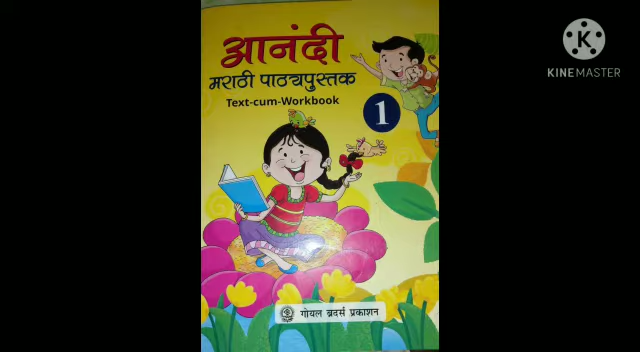 आनंदी
मराठी पाठ्यपुस्तक
Text-cum-Workbook
1
गोयल ब्रदर्स प्रकाशन
KINEMASTER